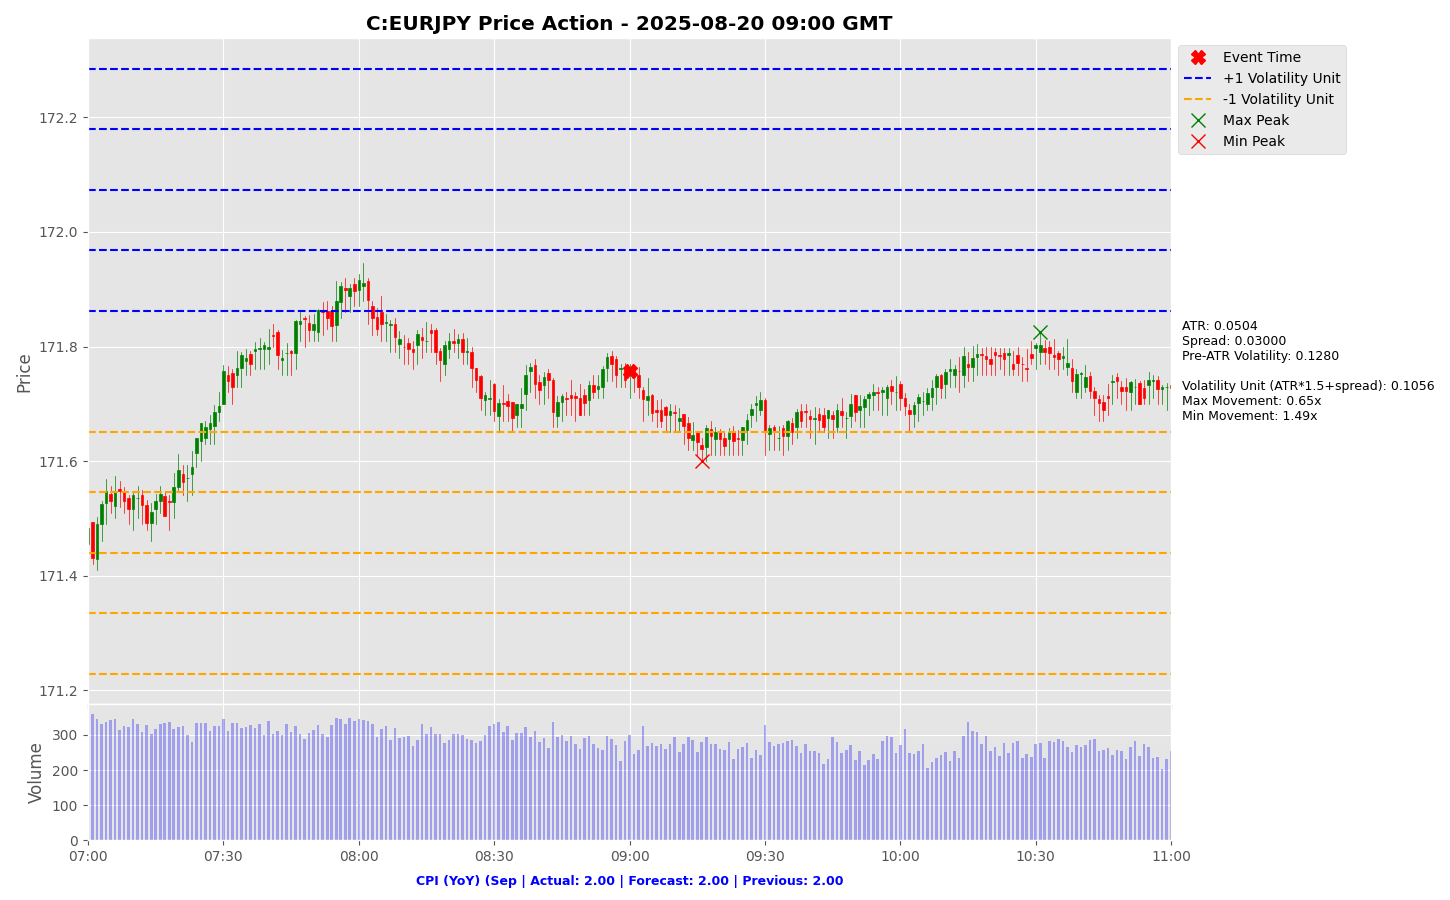 C:EURJPY Price Action - 2025-08-20 09:00 GMT
Event Time
+1 Volatility Unit
-1 Volatility Unit
Max Peak
Min Peak
172.2
172.0
171.8
171.6
171.4
171.2
Price
ATR: 0.0504
Spread: 0.03000
Pre-ATR Volatility: 0.1280
Volatility Unit (ATR*1.5+spread): 0.1056
Max Movement: 0.65x
Min Movement: 1.49x
300
200
100
0
Volume
07:00 07:30 08:00 08:30 09:00 09:30 10:00 10:30 11:00
CPI (YoY) (Sep | Actual: 2.00 | Forecast: 2.00 | Previous: 2.00